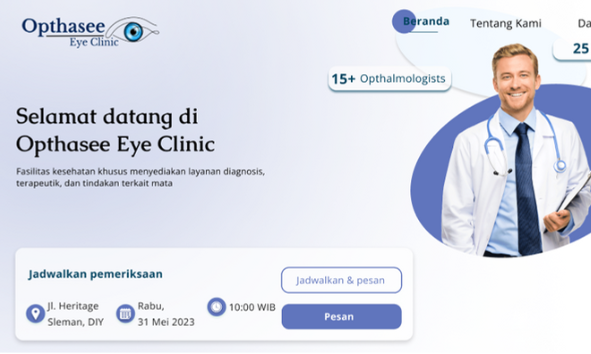 Opthasee
Eye Clinic
Beranda
Tentang Kami
25
15+ Opthalmologists
Selamat datang di
Opthasee Eye Clinic
Fasilitas kesehatan khusus menyediakan layanan diagnosis,
terapeutik, dan tindakan terkait mata
Jadwalkan pemeriksaan
Jl. Heritage
Sleman, DIY
Rabu,
31 Mei 2023
10:00 WIB
Jadwalkan & pesan
Pesan